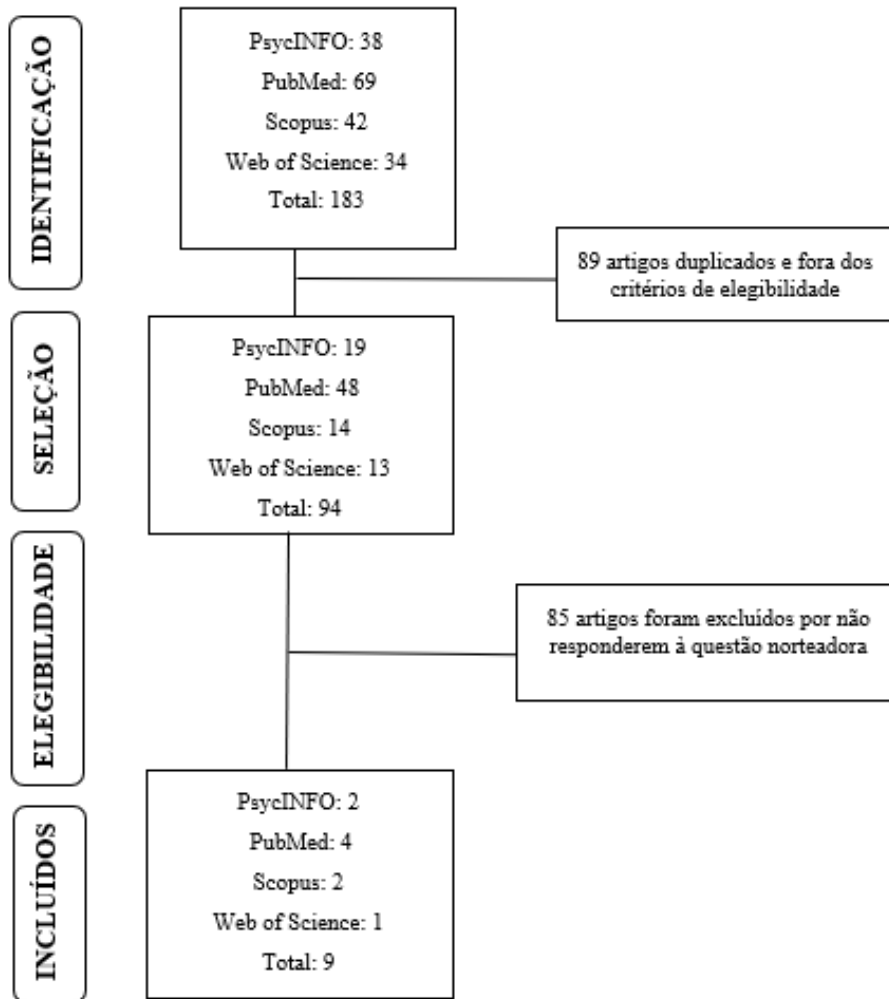 IDENTIFICAÇÃO
PsycINFO: 38
PubMed: 69
Scopus: 42
Web of Science: 34
Total: 183
89 artigos duplicados e fora dos
critérios de elegibilidade
SELEÇÃO
PsycINFO: 19
PubMed: 48
Scopus: 14
Web of Science: 13
Total: 94
ELEGIBILIDADE
85 artigos foram excluídos por não
responderem à questão norteadora
INCLUÍDOS
PsycINFO: 2
PubMed: 4
Scopus: 2
Web of Science: 1
Total: 9